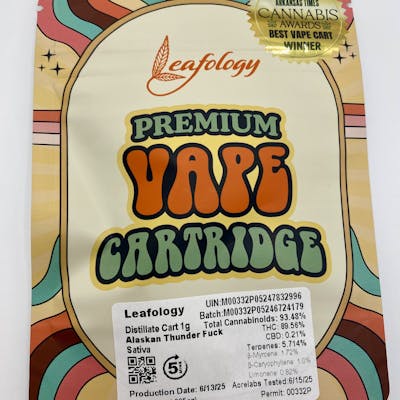 ARKANSAS TIMES
CANNABIS
AWARDS
BEST VAPE CART
WINNER
Leafology
PREMIUM
VAPE
CARTRIDGE
Leafology
UIN:M00332P05247832996
Batch:M00332P05246724179
Distillate Cart 1g
Total Cannabinoids: 93.48%
Alaskan Thunder Fuck
THC: 89.56%
Sativa
CBD: 0.21%
Terpenes: 5.714%
β-Myrcene: 1.72%
β-Caryophyllene: 1.0%
Limonene: 0.82%
5
Production Date: 6/13/25
Acrelabs Tested:6/15/25
Permit: 00332P